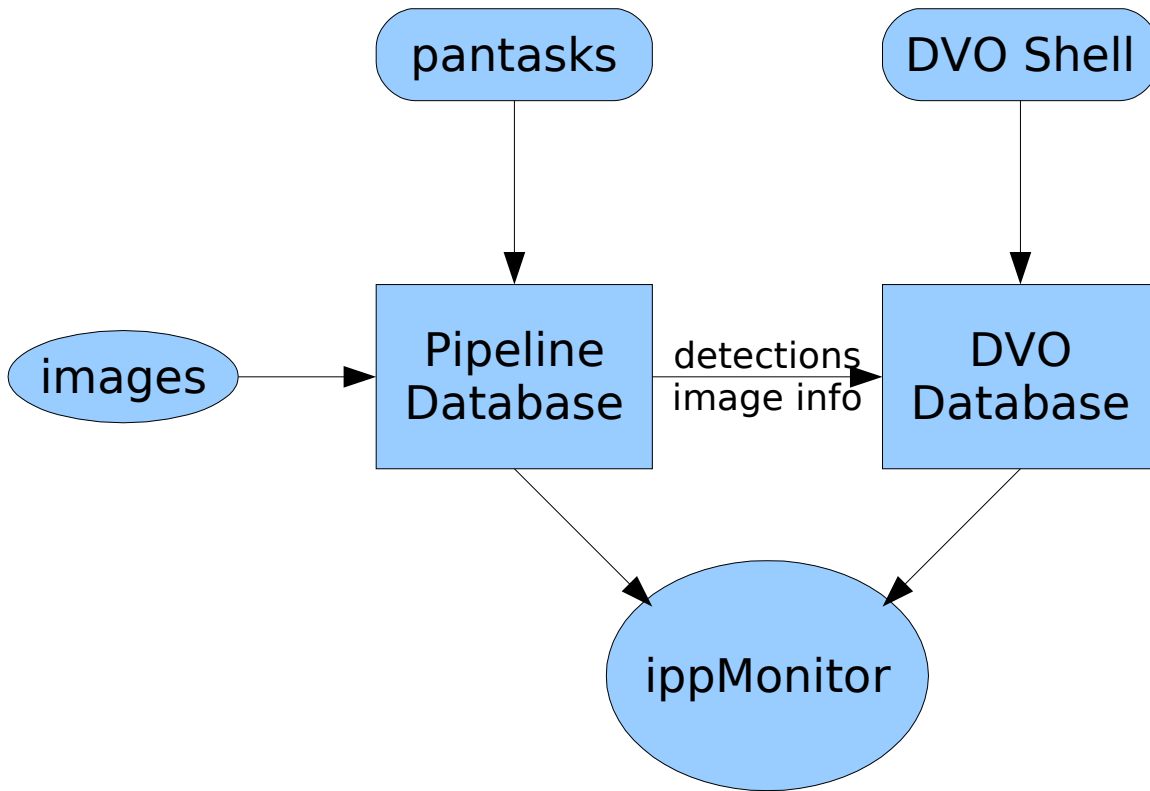 pantasks
DVO Shell
images
Pipeline
Database
detections
image info
DVO
Database
ippMonitor